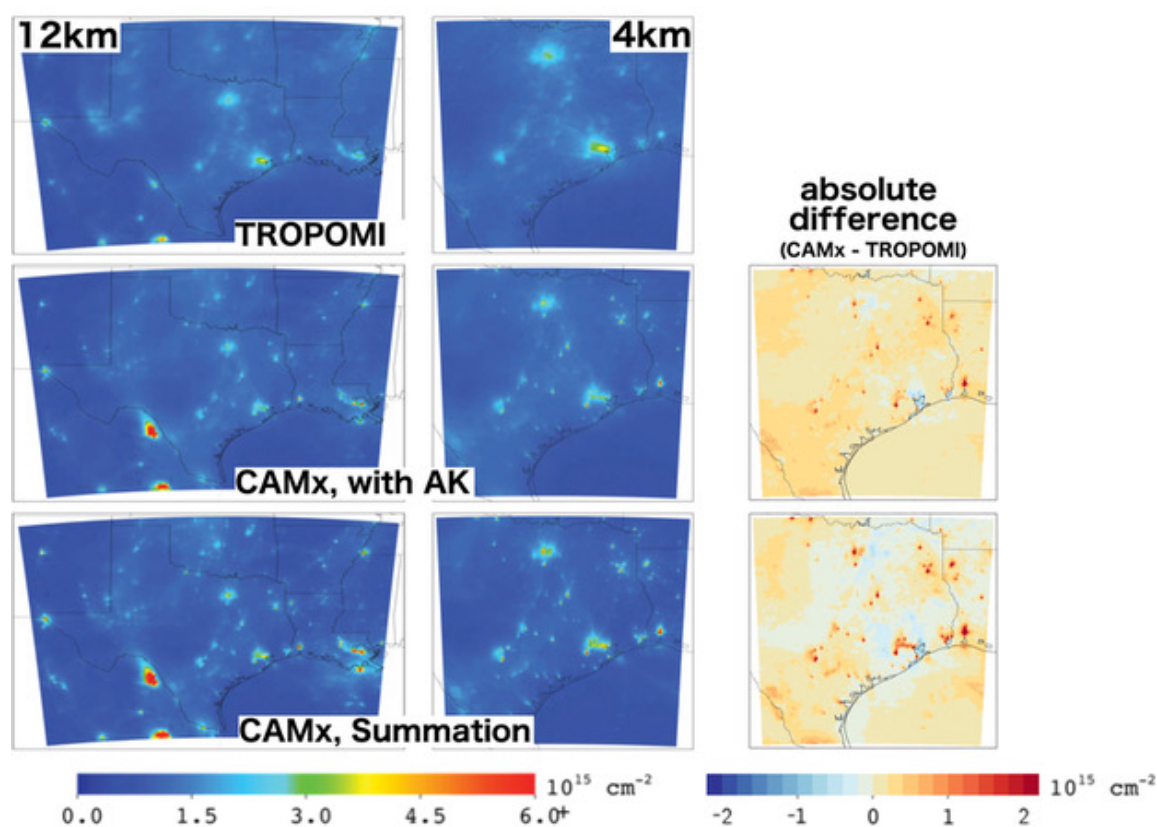 12km
4km
TROPOMI
absolute
difference
(CAMx - TROPOMI)
CAMx, with AK
CAMx, Summation
0.0 1.5 3.0 4.5 6.0+ 10¹⁵ cm⁻²
-2 -1 0 1 2 10¹⁵ cm⁻²